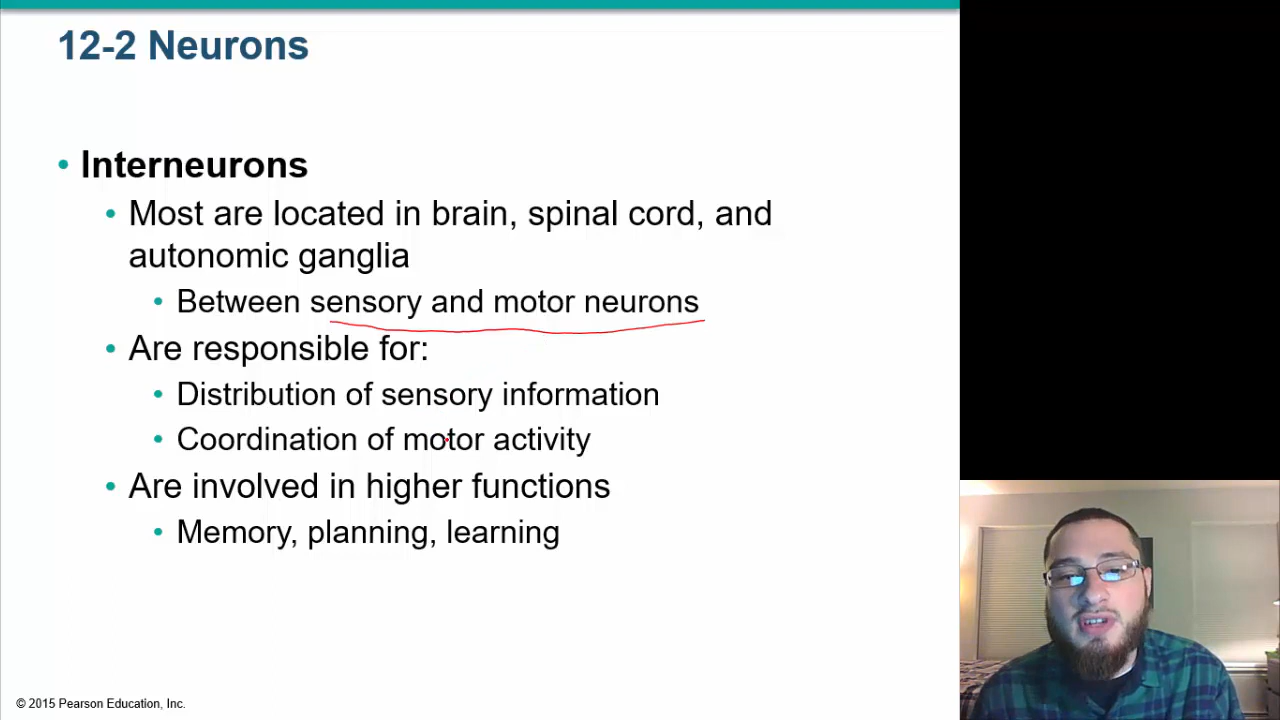 12-2 Neurons
• Interneurons
• Most are located in brain, spinal cord, and
autonomic ganglia
• Between sensory and motor neurons
• Are responsible for:
• Distribution of sensory information
• Coordination of motor activity
• Are involved in higher functions
• Memory, planning, learning
© 2015 Pearson Education, Inc.